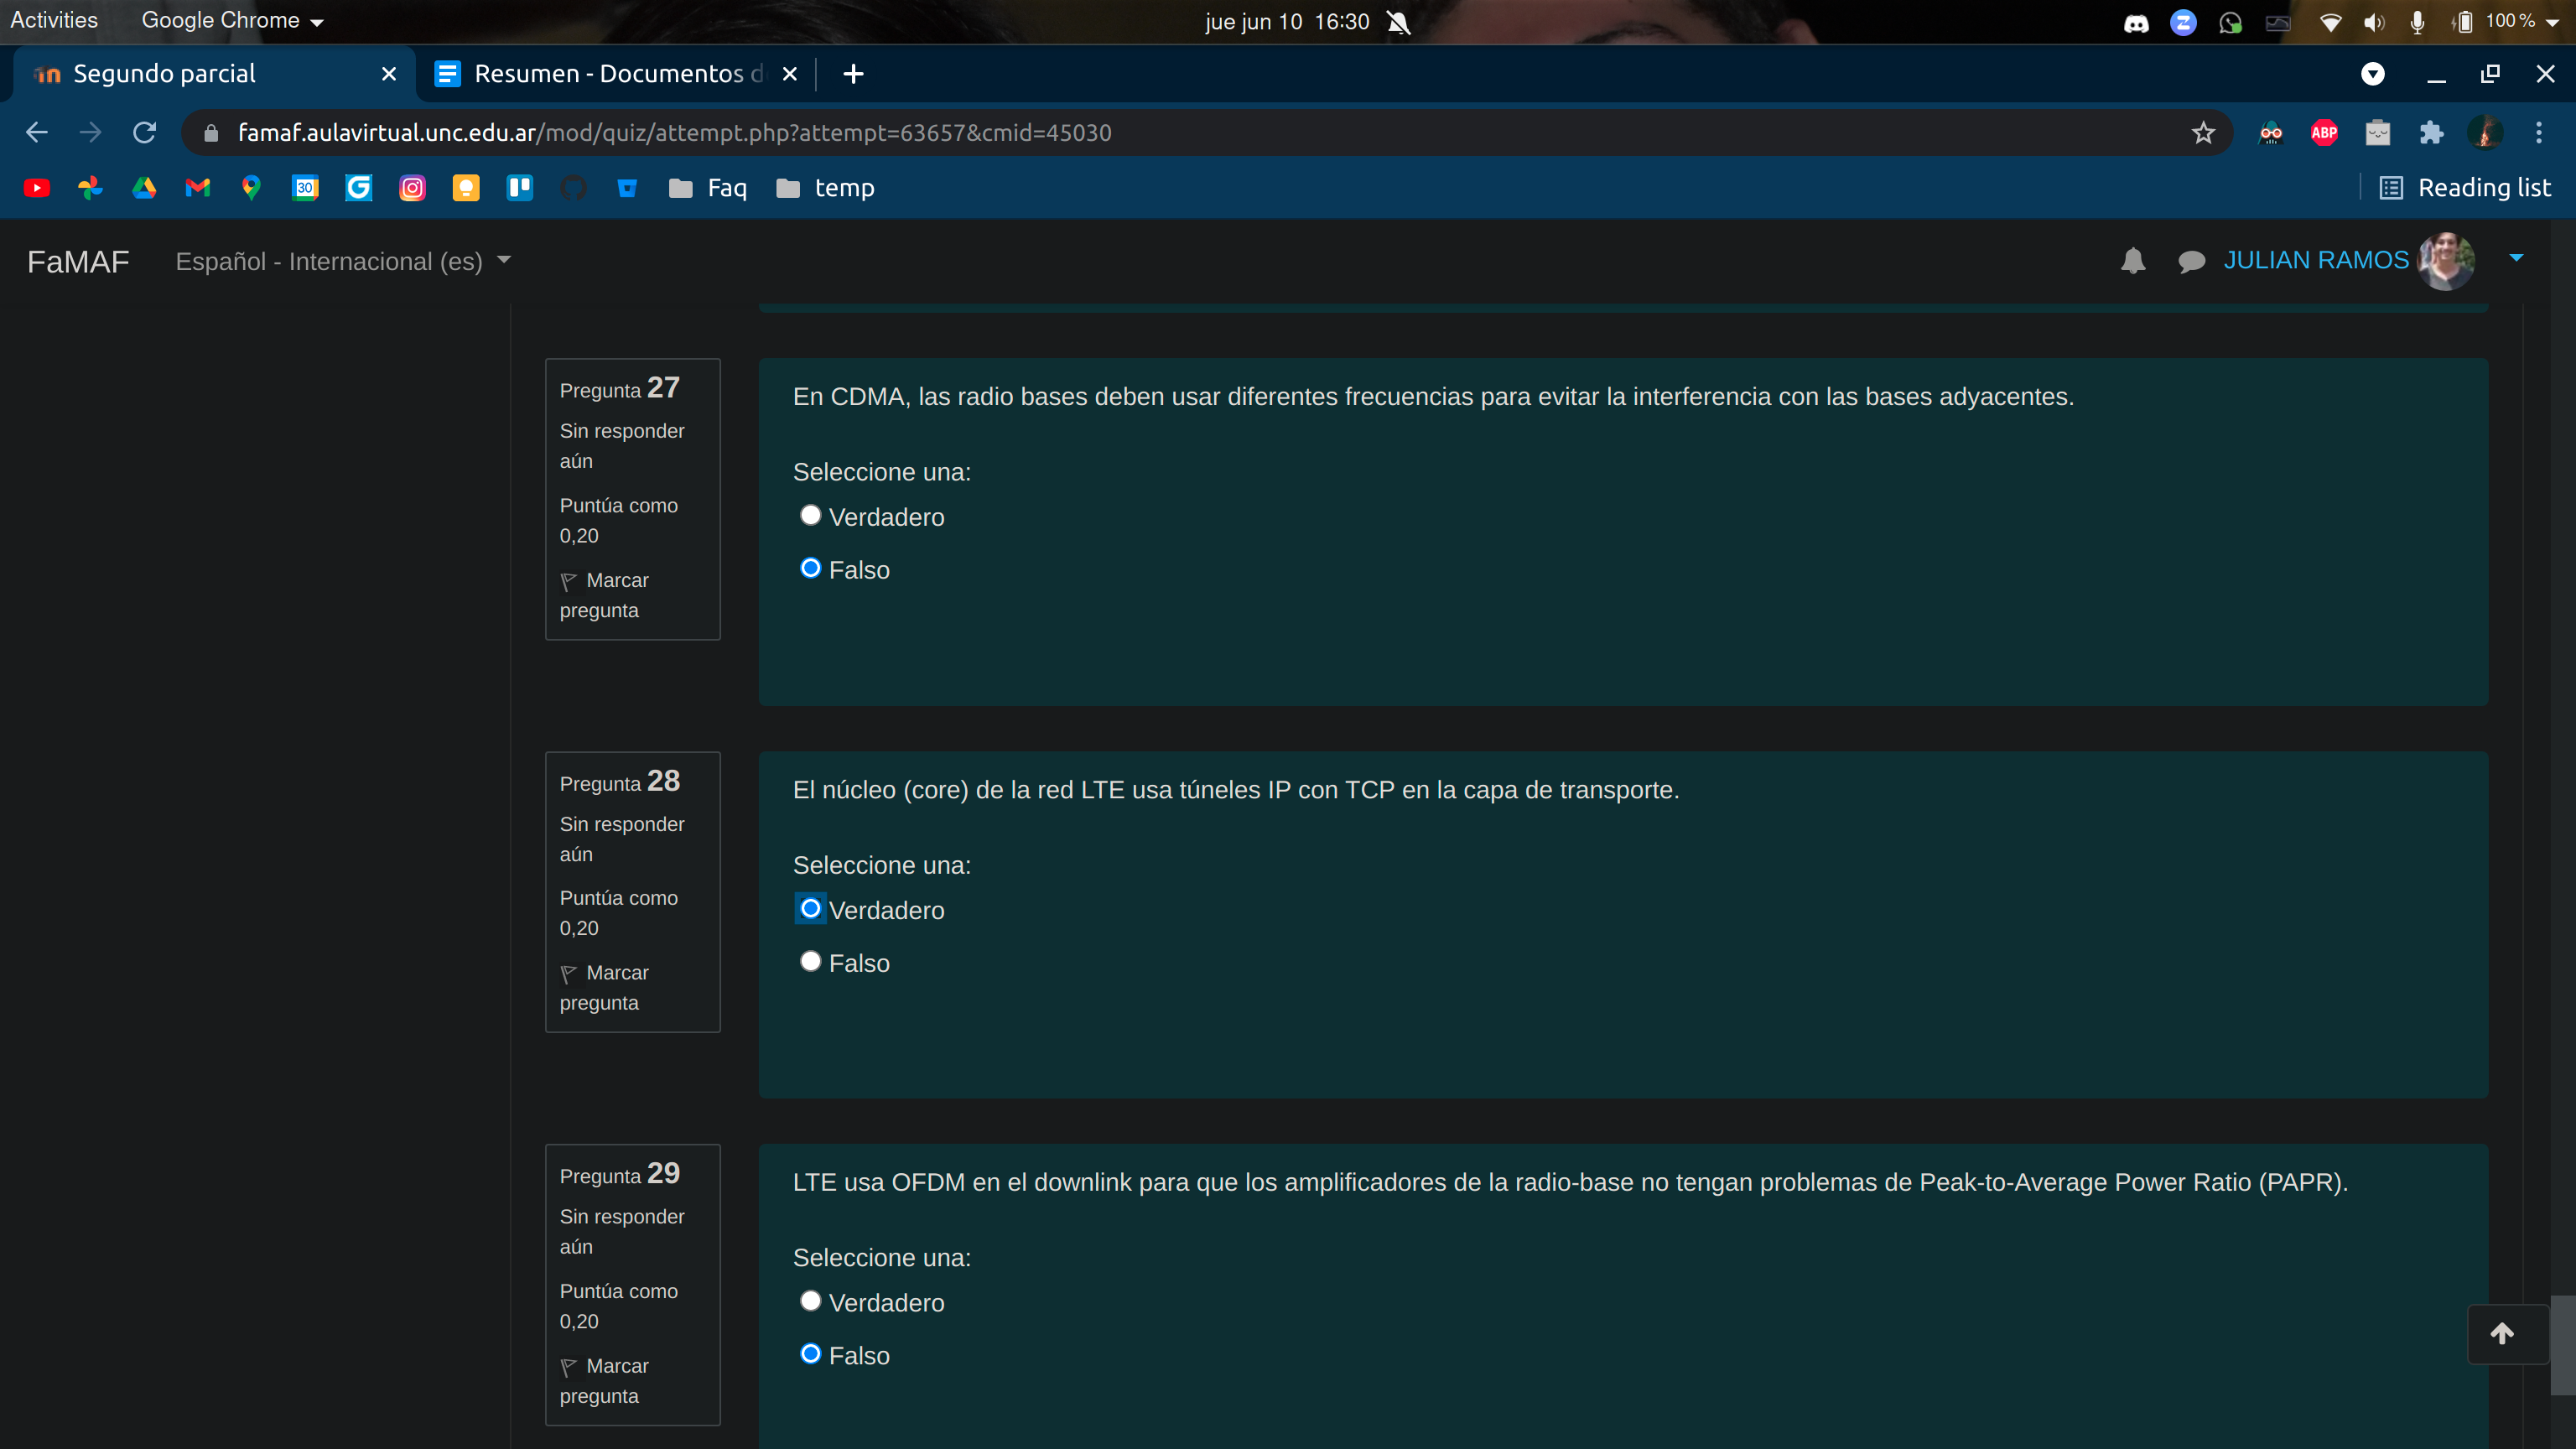 Activities Google Chrome jue jun 10 16:30 100 %
Segundo parcial Resumen - Documentos d
famaf.aulavirtual.unc.edu.ar/mod/quiz/attempt.php?attempt=63657&cmid=45030 ABP
30 Faq temp Reading list
FaMAF Español - Internacional (es) JULIAN RAMOS
Pregunta 27
Sin responder
aún
Puntúa como
0,20
Marcar
pregunta
En CDMA, las radio bases deben usar diferentes frecuencias para evitar la interferencia con las bases adyacentes.
Seleccione una:
Verdadero
Falso
Pregunta 28
Sin responder
aún
Puntúa como
0,20
Marcar
pregunta
El núcleo (core) de la red LTE usa túneles IP con TCP en la capa de transporte.
Seleccione una:
Verdadero
Falso
Pregunta 29
Sin responder
aún
Puntúa como
0,20
Marcar
pregunta
LTE usa OFDM en el downlink para que los amplificadores de la radio-base no tengan problemas de Peak-to-Average Power Ratio (PAPR).
Seleccione una:
Verdadero
Falso